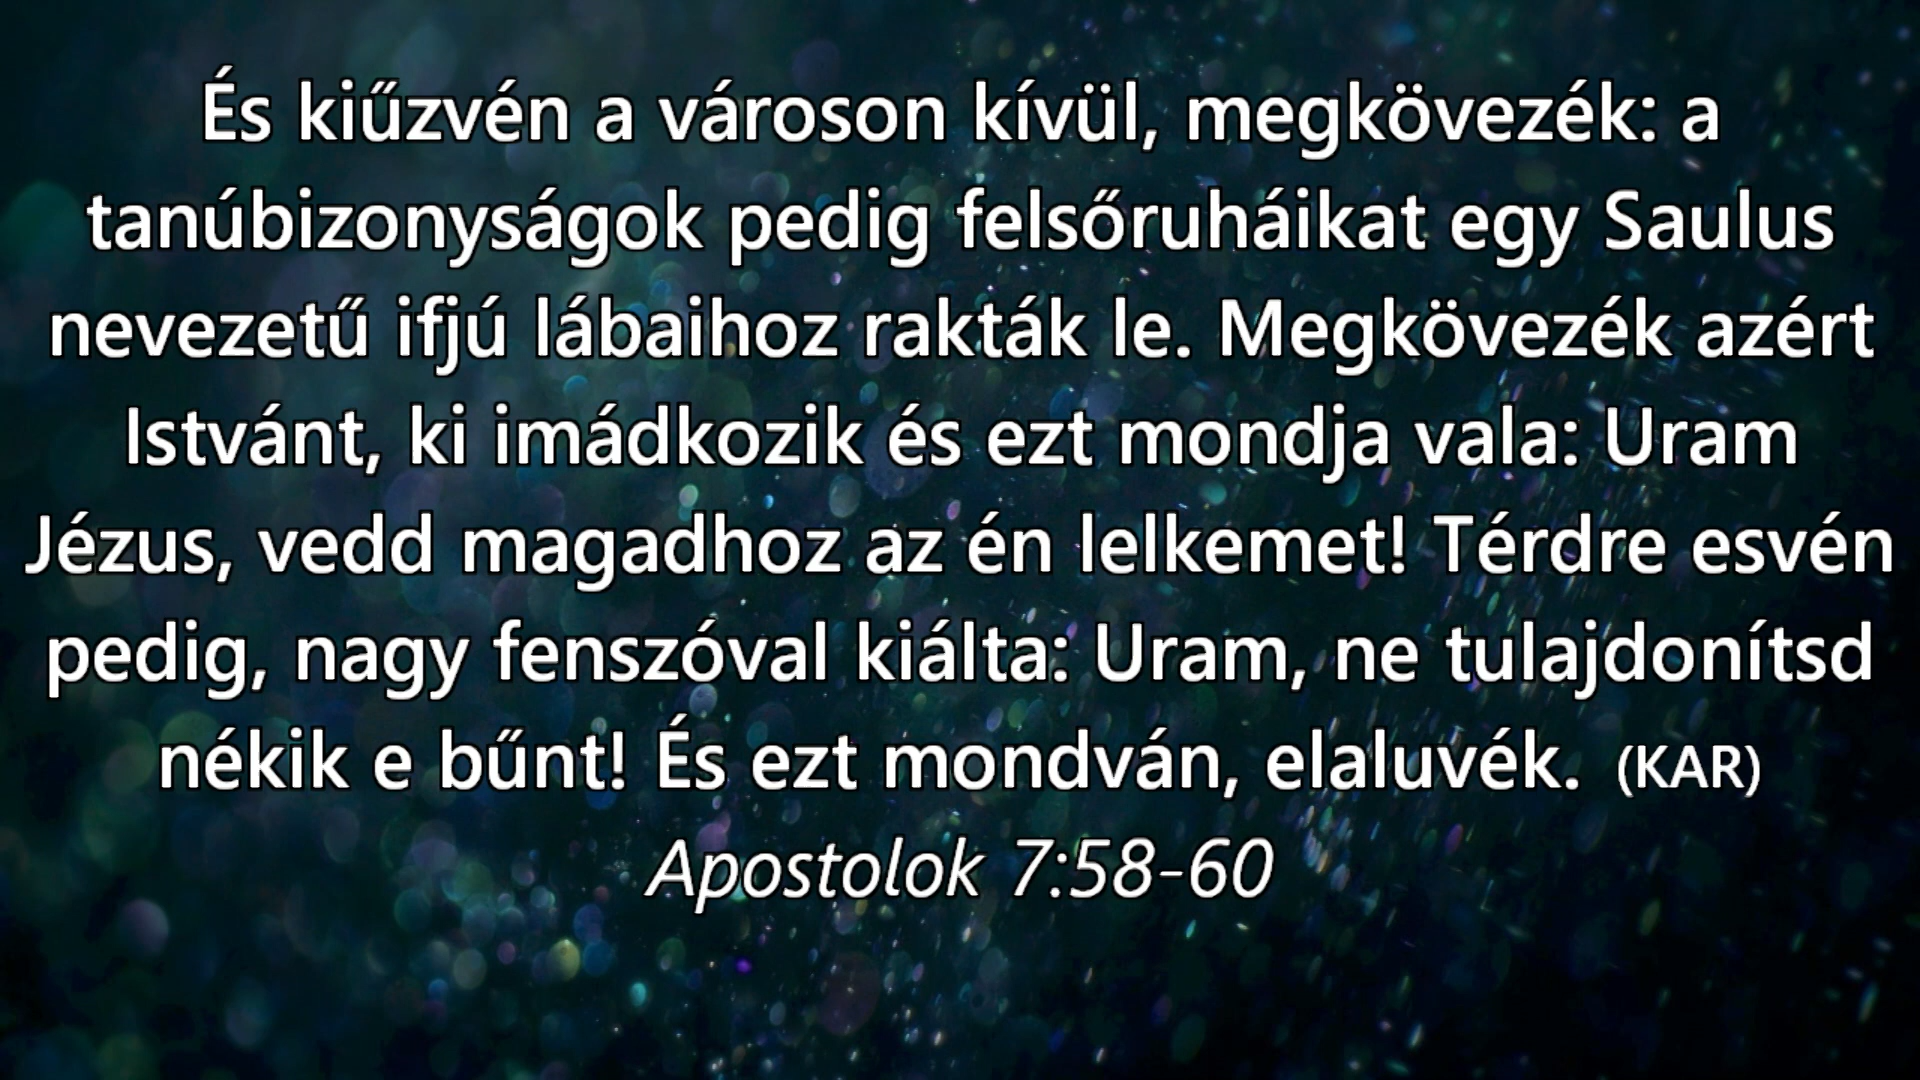 És kiűzvén a városon kívül, megkövezék: a
tanúbizonyságok pedig felsőruháikat egy Saulus
nevezetű ifjú lábaihoz rakták le. Megkövezék azért
Istvánt, ki imádkozik és ezt mondja vala: Uram
Jézus, vedd magadhoz az én lelkemet! Térdre esvén
pedig, nagy fenszóval kiálta: Uram, ne tulajdonítsd
nékik e bűnt! És ezt mondván, elaluvék. (KAR)
Apostolok 7:58-60